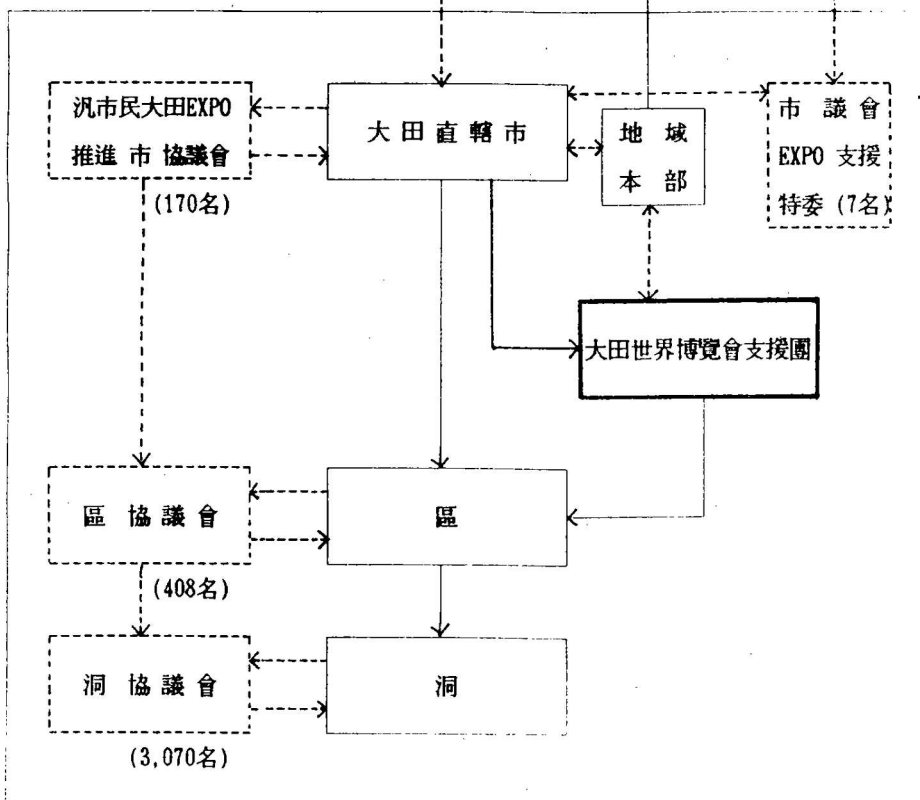 汎市民大田EXPO
推進 市 協議會
(170名)
大 田 直 轄 市
地 域
本 部
市 議 會
EXPO 支援
特委 (7名)
大田世界博覽會支援團
區 協 議 會
(408名)
區
洞 協 議 會
(3,070名)
洞